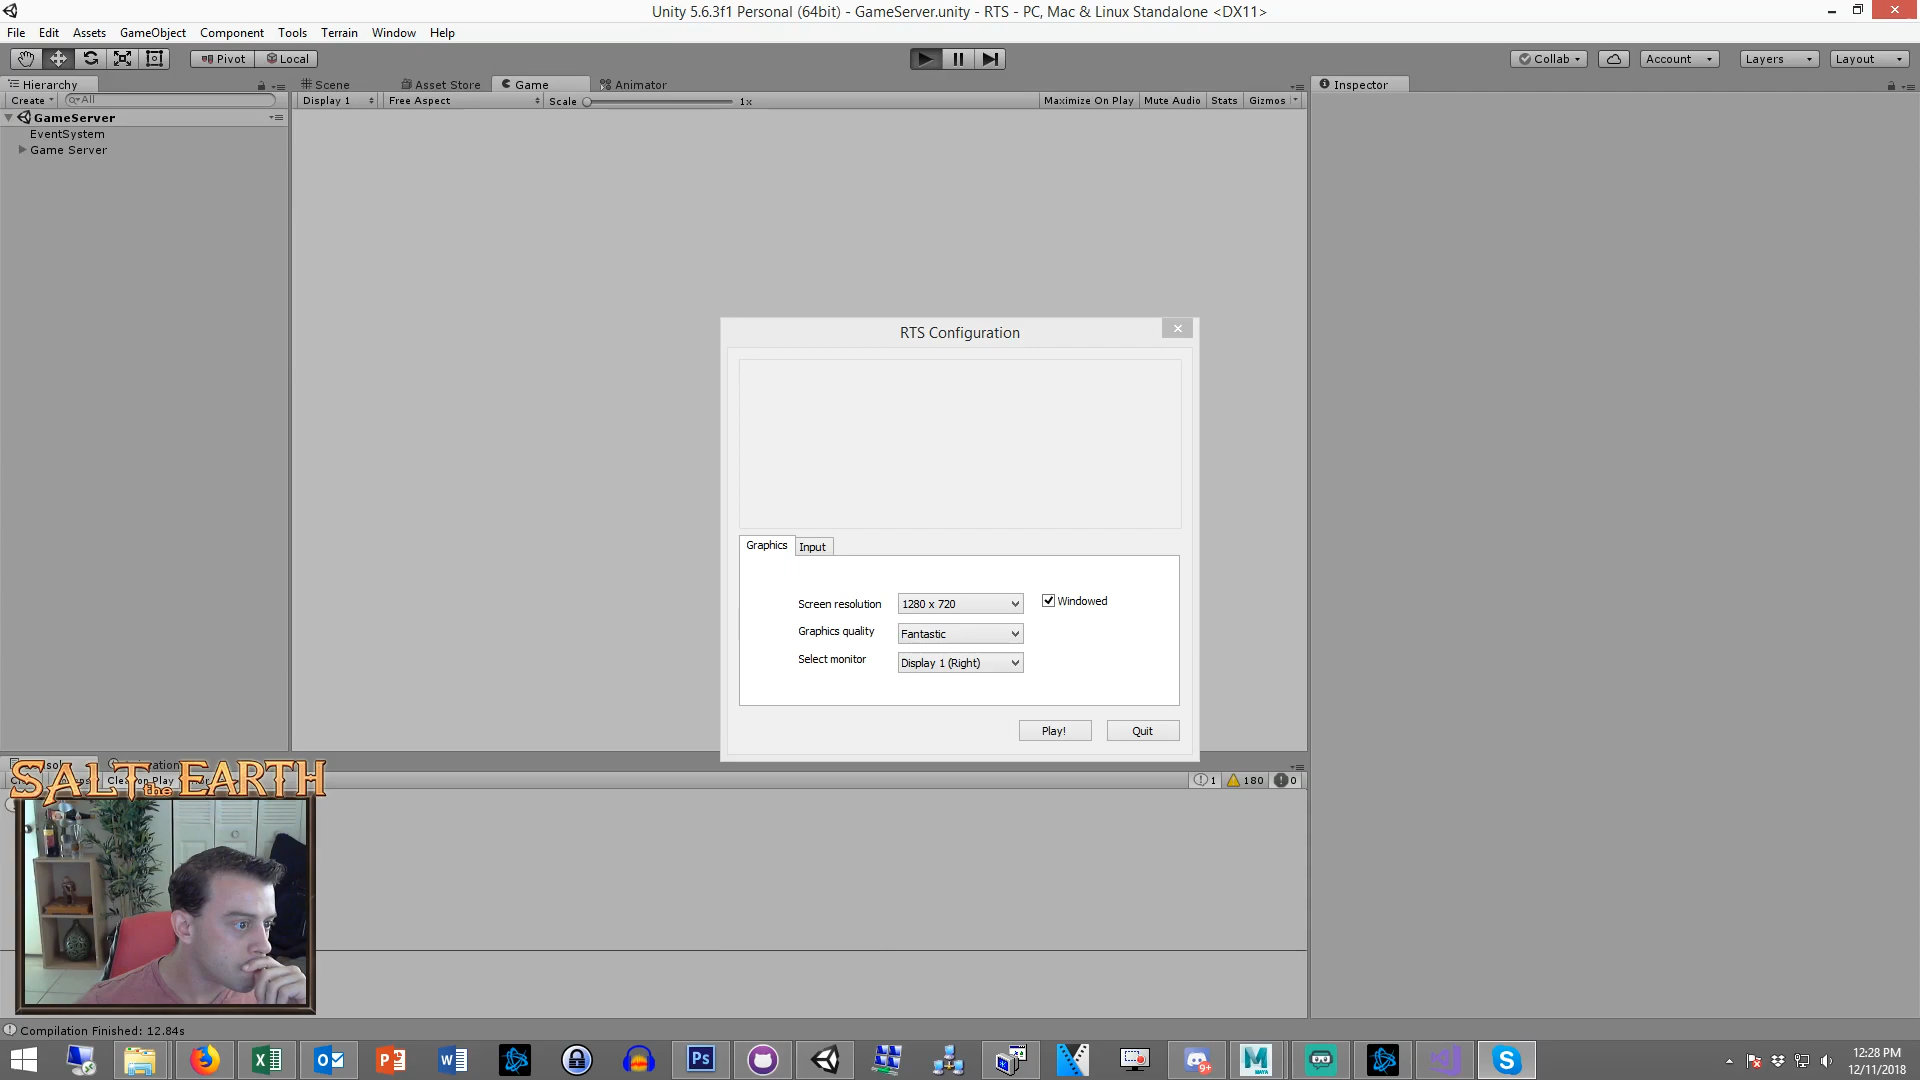 Unity 5.6.3f1 Personal (64bit) - GameServer.unity - RTS - PC, Mac & Linux Standalone <DX11>
File Edit Assets GameObject Component Tools Terrain Window Help
Pivot Local Collab Account Layers Layout
Hierarchy Scene Asset Store Game Animator Inspector
Create All Display 1 Free Aspect Scale 1x Maximize On Play Mute Audio Stats Gizmos
GameServer
EventSystem
Game Server
RTS Configuration
Graphics Input
Screen resolution 1280 x 720 Windowed
Graphics quality Fantastic
Select monitor Display 1 (Right)
Play! Quit
on Play 1 180 0
SALT the EARTH
Compilation Finished: 12.84s
12:28 PM
12/11/2018